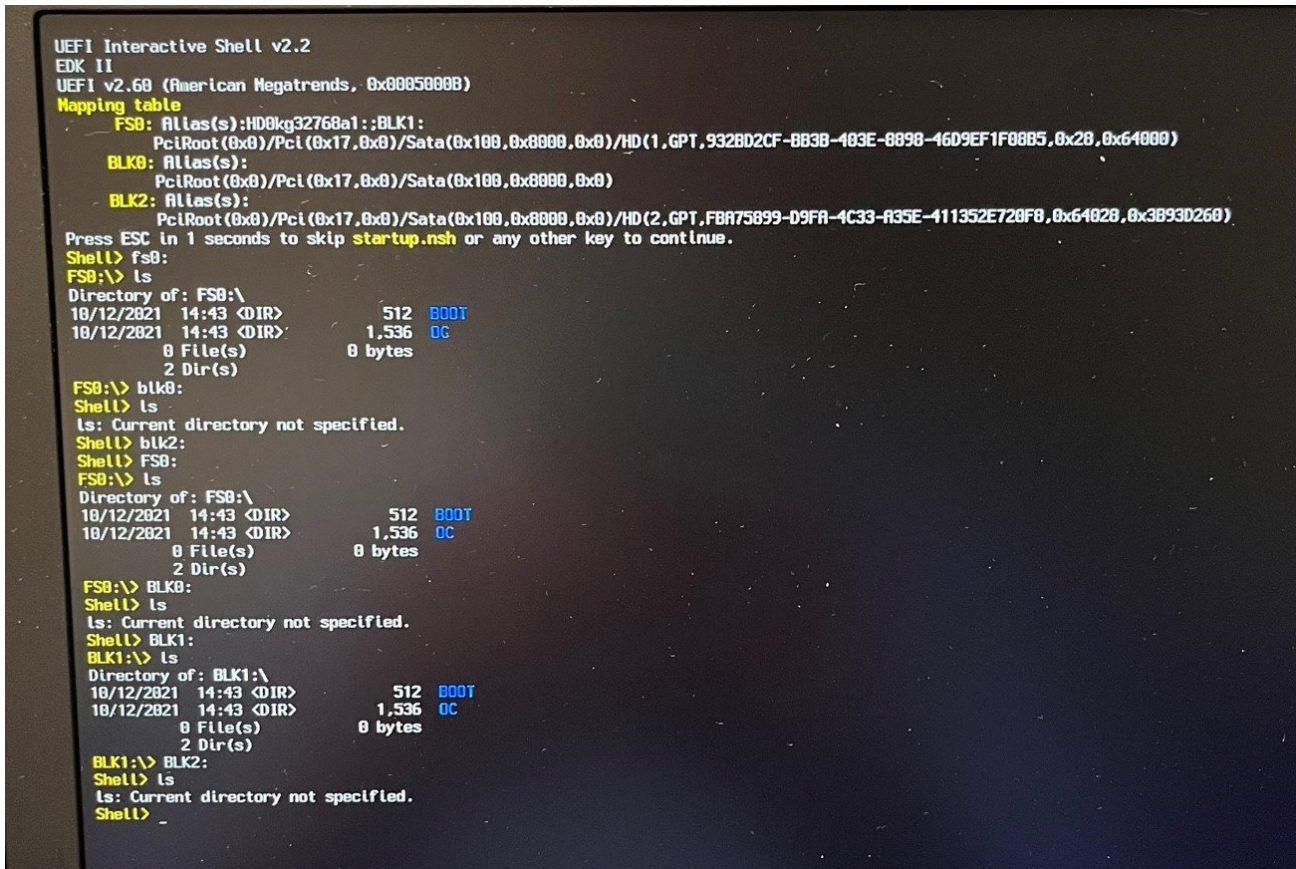 UEFI Interactive Shell v2.2
EDK II
UEFI v2.60 (American Megatrends, 0x0005000B)
Mapping table
FS0: Alias(s):HD0kg32768a1:;BLK1:
PciRoot(0x0)/Pci(0x17,0x0)/Sata(0x100,0x8000,0x0)/HD(1,GPT,932BD2CF-BB3B-403E-8898-46D9EF1F08B5,0x28,0x64000)
BLK0: Alias(s):
PciRoot(0x0)/Pci(0x17,0x0)/Sata(0x100,0x8000,0x0)
BLK2: Alias(s):
PciRoot(0x0)/Pci(0x17,0x0)/Sata(0x100,0x8000,0x0)/HD(2,GPT,FBA75899-D9FA-4C33-A35E-411352E720F8,0x64028,0x3B93D260)
Press ESC in 1 seconds to skip startup.nsh or any other key to continue.
Shell> fs0:
FS0:\> ls
Directory of: FS0:\
10/12/2021 14:43 <DIR> 512 BOOT
10/12/2021 14:43 <DIR> 1,536 OC
0 File(s) 0 bytes
2 Dir(s)
FS0:\> blk0:
Shell> ls
ls: Current directory not specified.
Shell> blk2:
Shell> FS0:
FS0:\> ls
Directory of: FS0:\
10/12/2021 14:43 <DIR> 512 BOOT
10/12/2021 14:43 <DIR> 1,536 OC
0 File(s) 0 bytes
2 Dir(s)
FS0:\> BLK0:
Shell> ls
ls: Current directory not specified.
Shell> BLK1:
BLK1:\> ls
Directory of: BLK1:\
10/12/2021 14:43 <DIR> 512 BOOT
10/12/2021 14:43 <DIR> 1,536 OC
0 File(s) 0 bytes
2 Dir(s)
BLK1:\> BLK2:
Shell> ls
ls: Current directory not specified.
Shell> _